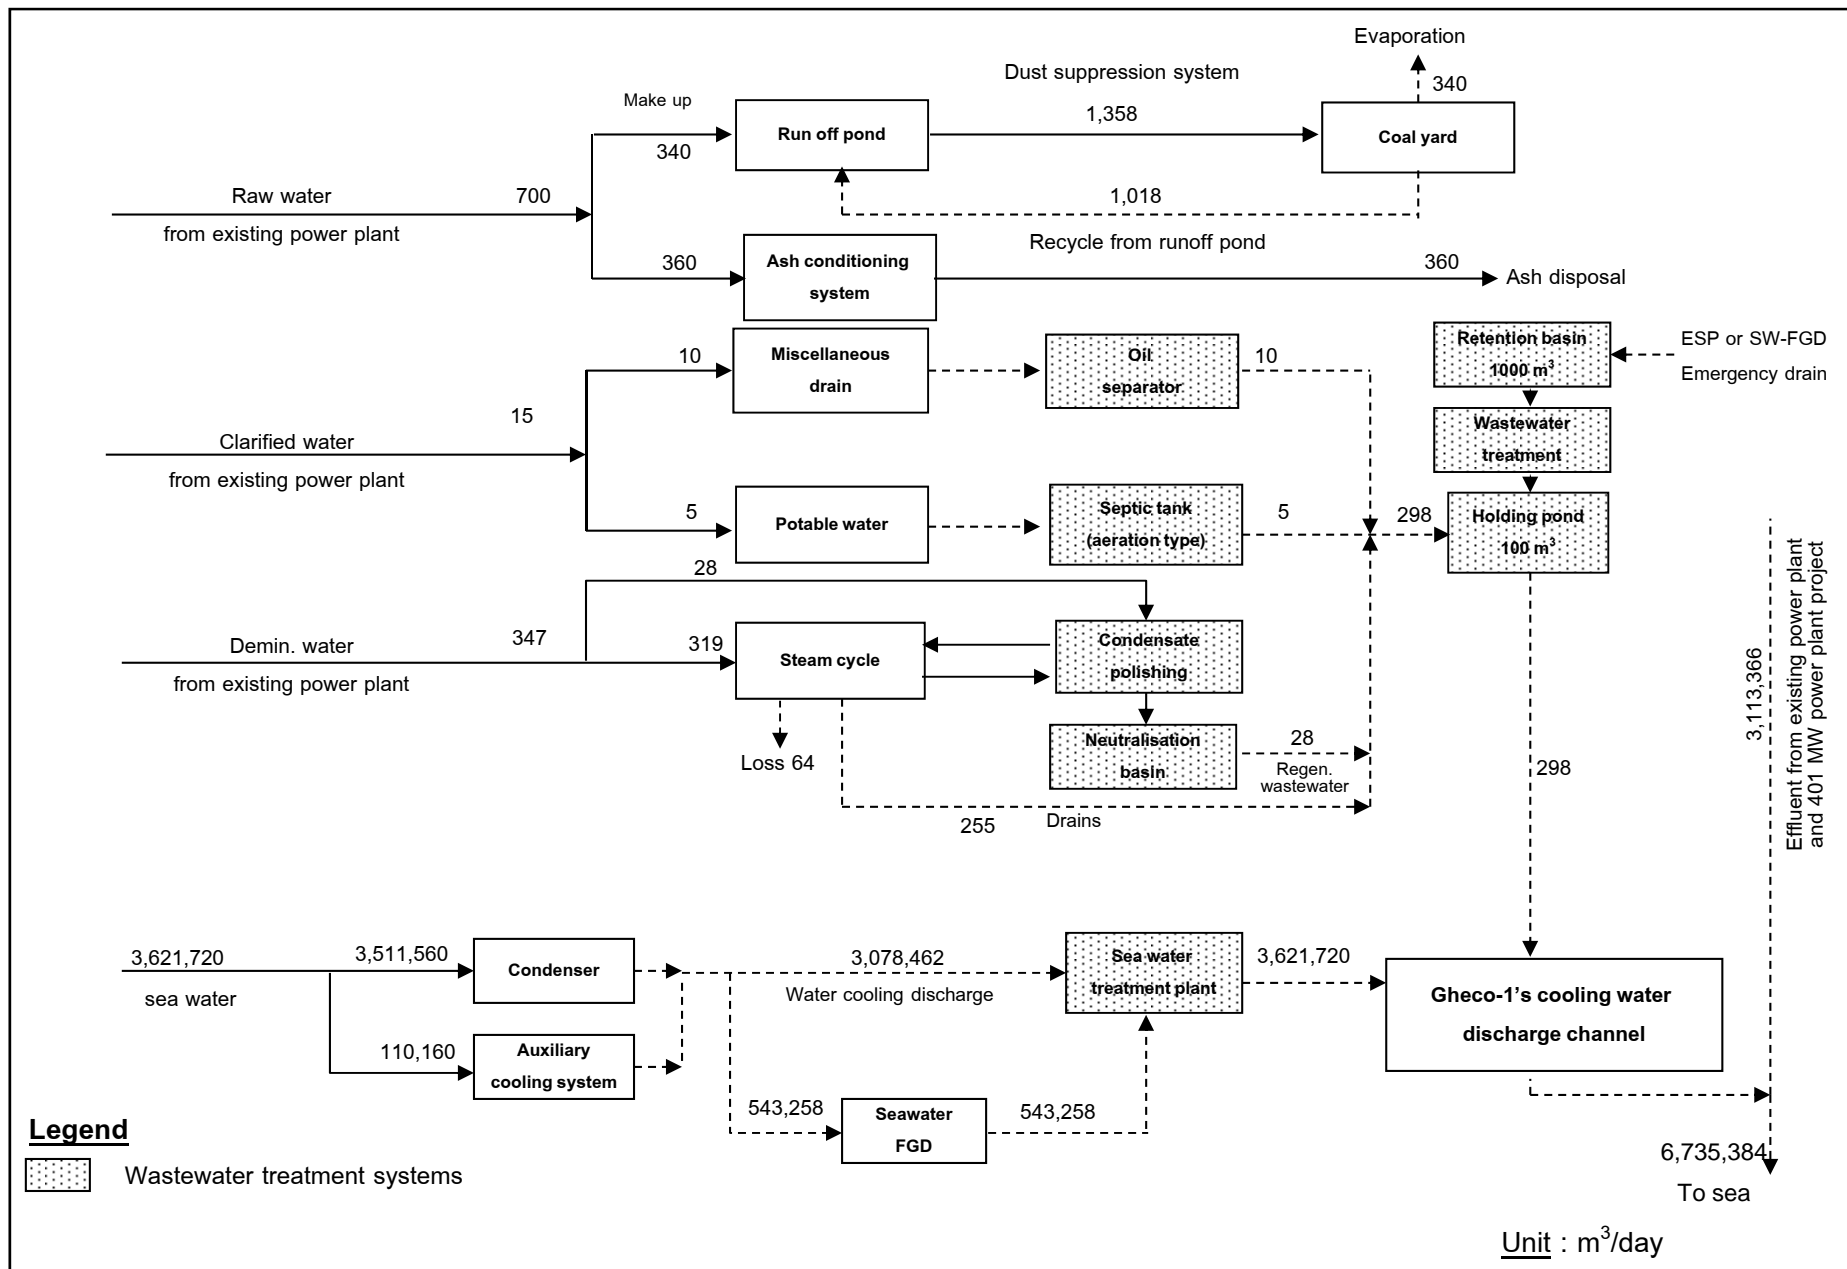 Evaporation
Dust suppression system
340
Make up
1,358
Run off pond
Coal yard
340
Raw water
700
1,018
from existing power plant
Recycle from runoff pond
360
Ash conditioning
system
360
Ash disposal
10
Miscellaneous
drain
Oil
separator
10
Retention basin
1000 m³
ESP or SW-FGD
Emergency drain
15
Clarified water
from existing power plant
Wastewater
treatment
5
Potable water
Septic tank
(aeration type)
5
298
Holding pond
100 m³
28
Demin. water
347
319
from existing power plant
Steam cycle
Condensate
polishing
Loss 64
Neutralisation
basin
28
Regen.
wastewater
255
Drains
298
3,113,366
Effluent from existing power plant
and 401 MW power plant project
3,621,720
sea water
3,511,560
Condenser
3,078,462
Water cooling discharge
Sea water
treatment plant
3,621,720
Gheco-1's cooling water
discharge channel
110,160
Auxiliary
cooling system
543,258
Seawater
FGD
543,258
Legend
Wastewater treatment systems
6,735,384
To sea
Unit : m³/day